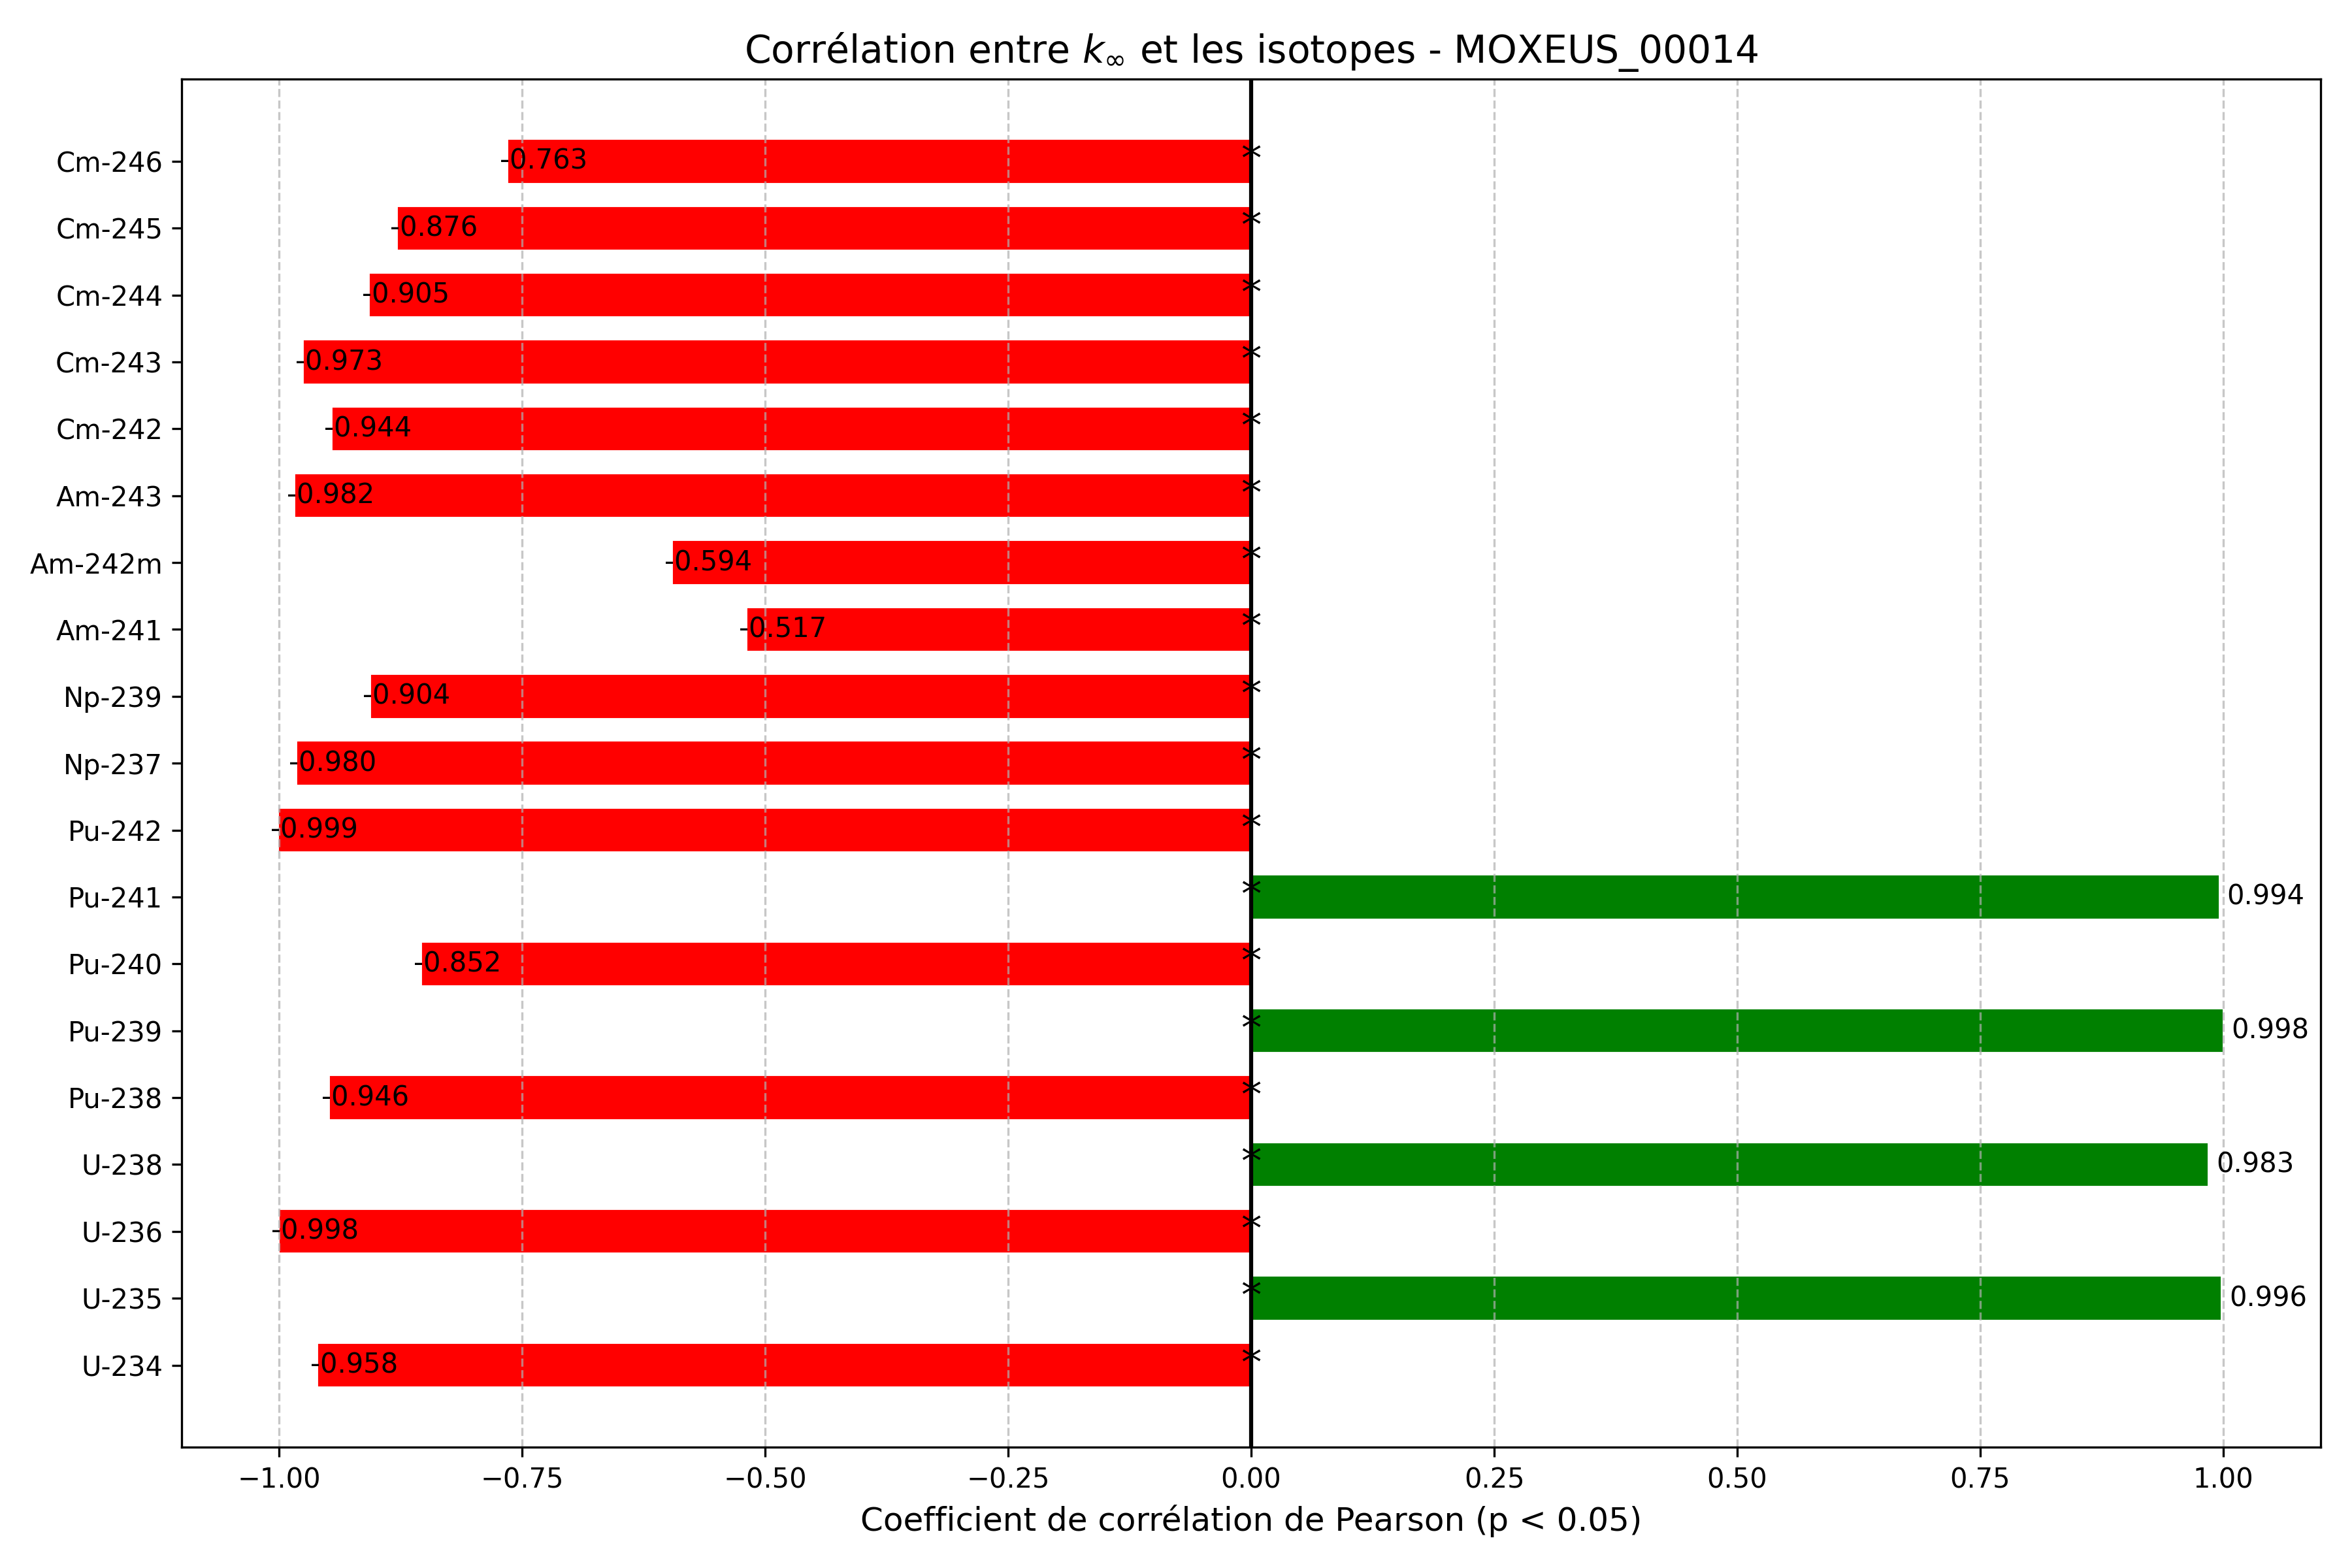 Corrélation entre k∞ et les isotopes - MOXEUS_00014
Cm-246 -0.763 *
Cm-245 -0.876 *
Cm-244 -0.905 *
Cm-243 -0.973 *
Cm-242 -0.944 *
Am-243 -0.982 *
Am-242m -0.594 *
Am-241 -0.517 *
Np-239 -0.904 *
Np-237 -0.980 *
Pu-242 -0.999 *
Pu-241 * 0.994
Pu-240 -0.852 *
Pu-239 * 0.998
Pu-238 -0.946 *
U-238 * 0.983
U-236 -0.998 *
U-235 * 0.996
U-234 -0.958 *
−1.00 −0.75 −0.50 −0.25 0.00 0.25 0.50 0.75 1.00
Coefficient de corrélation de Pearson (p < 0.05)